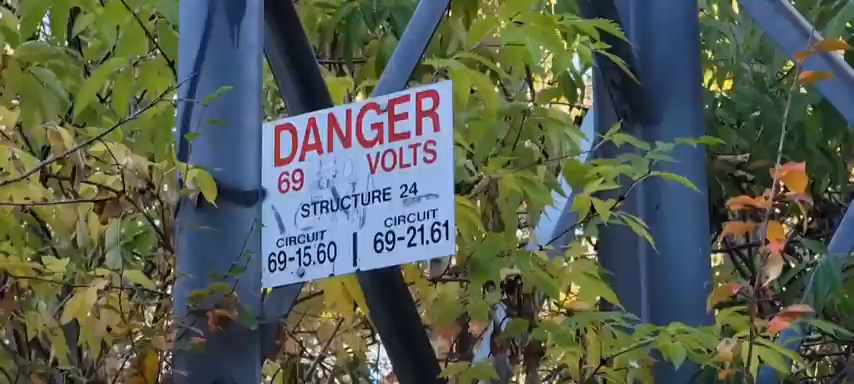 DANGER
69 VOLTS
STRUCTURE 24
CIRCUIT CIRCUIT
69-15.60 69-21.61